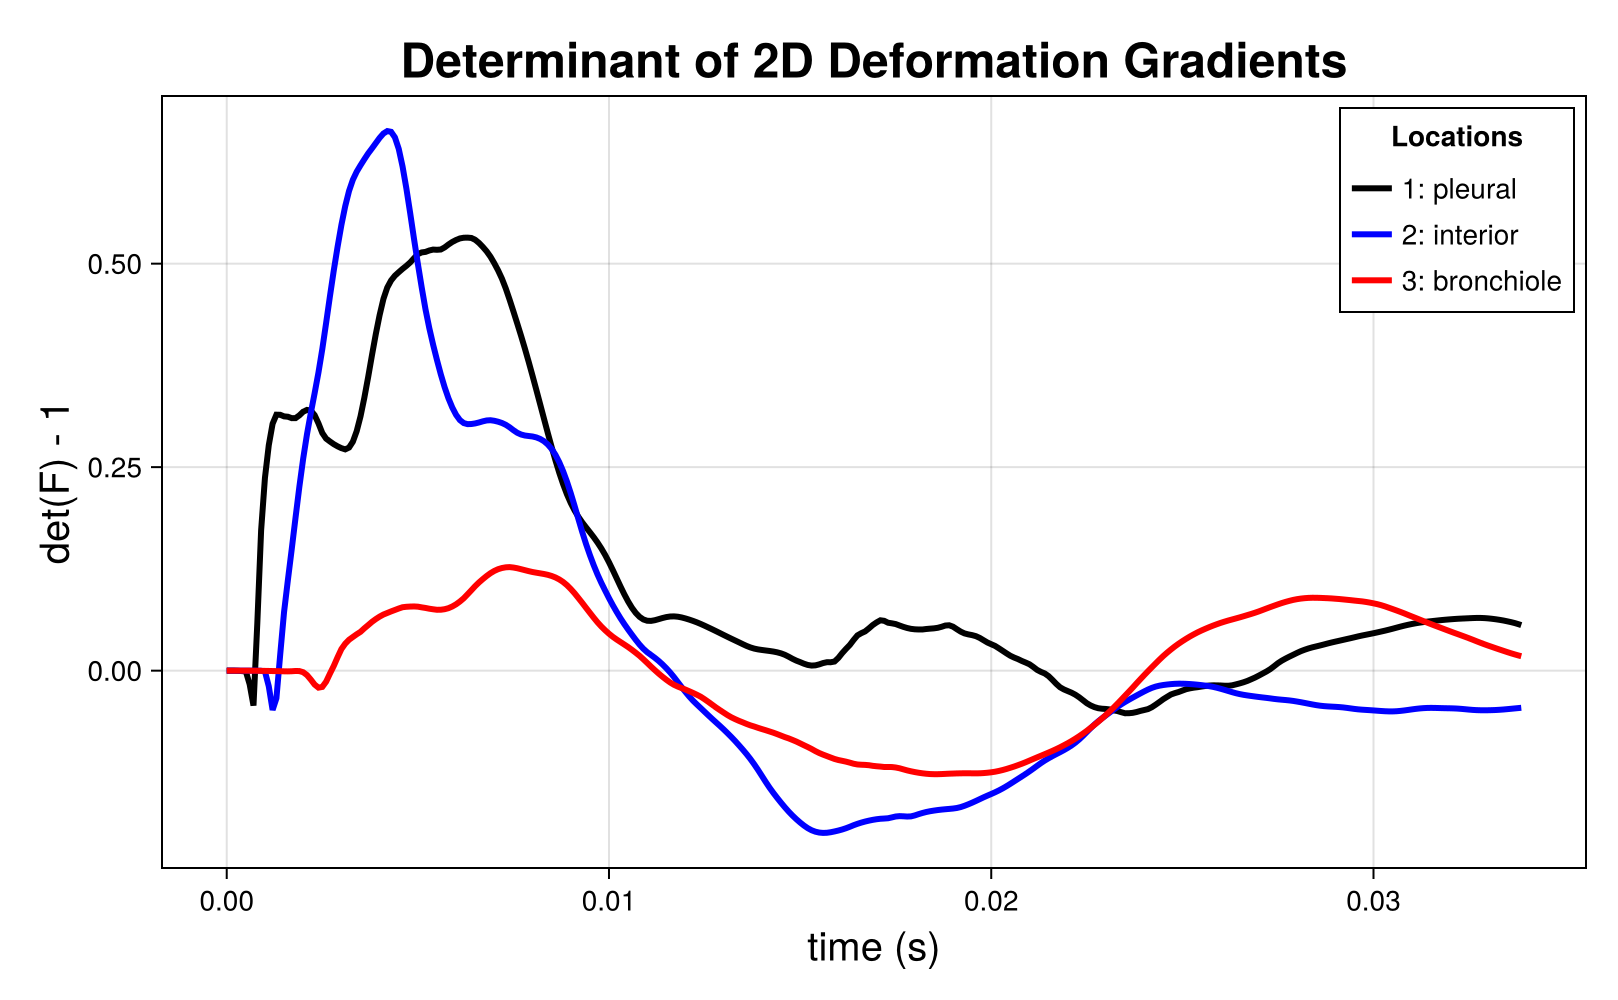 Determinant of 2D Deformation Gradients
Locations
1: pleural
2: interior
3: bronchiole
det(F) - 1
0.50
0.25
0.00
0.00 0.01 0.02 0.03
time (s)